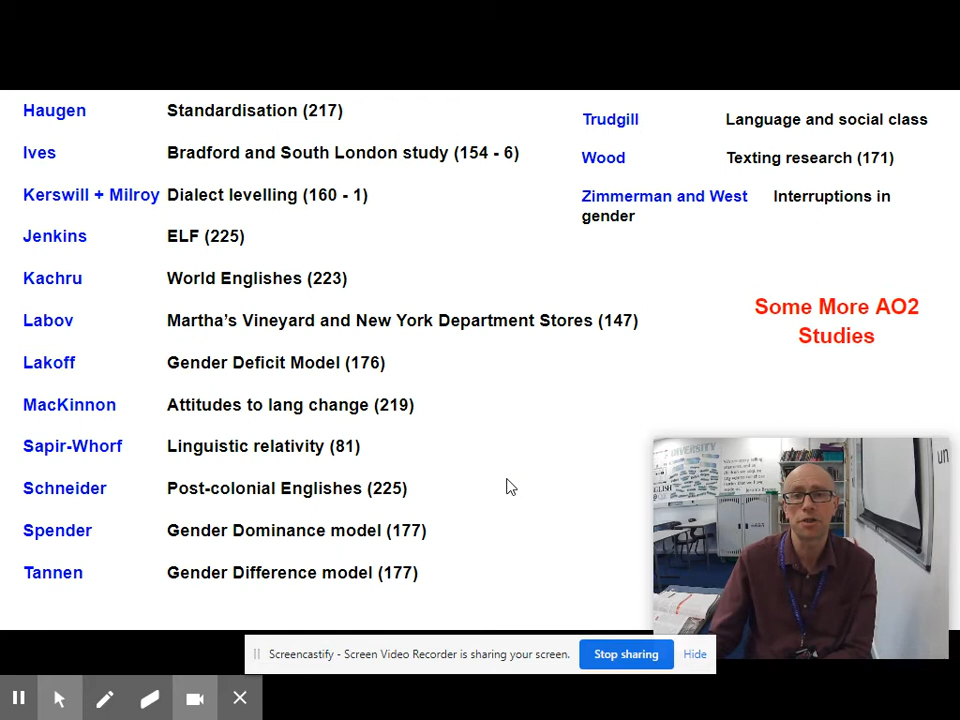 Haugen Standardisation (217)
Ives Bradford and South London study (154 - 6)
Kerswill + Milroy Dialect levelling (160 - 1)
Jenkins ELF (225)
Kachru World Englishes (223)
Labov Martha's Vineyard and New York Department Stores (147)
Lakoff Gender Deficit Model (176)
MacKinnon Attitudes to lang change (219)
Sapir-Whorf Linguistic relativity (81)
Schneider Post-colonial Englishes (225)
Spender Gender Dominance model (177)
Tannen Gender Difference model (177)
Trudgill Language and social class
Wood Texting research (171)
Zimmerman and West Interruptions in
gender
Some More AO2
Studies
DIVERSITY
un
Screencastify - Screen Video Recorder is sharing your screen. Stop sharing Hide